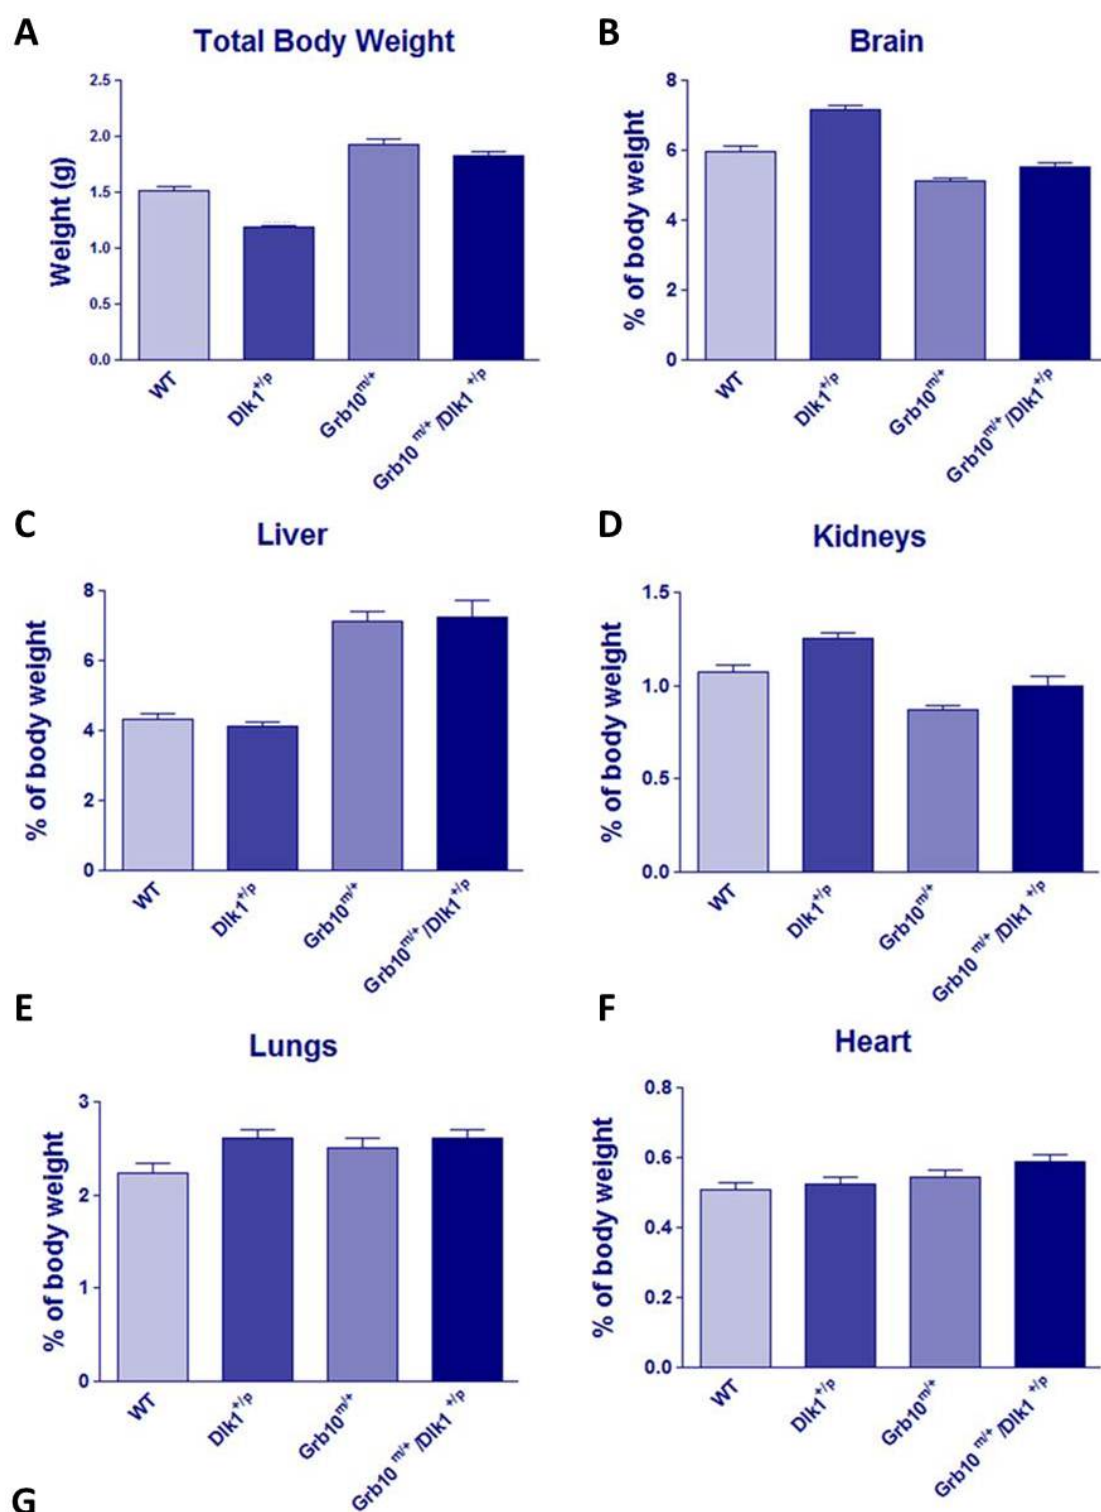 A
Total Body Weight
Weight (g)
2.5
2.0
1.5
1.0
0.5
0.0
WT
Dlk1+/p
Grb10m/+
Grb10 m/+ /Dlk1 +/p
B
Brain
% of body weight
8
6
4
2
0
WT
Dlk1+/p
Grb10m/+
Grb10m/+ /Dlk1+/p
C
Liver
% of body weight
8
6
4
2
0
WT
Dlk1+/p
Grb10m/+
Grb10m/+ /Dlk1+/p
D
Kidneys
% of body weight
1.5
1.0
0.5
0.0
WT
Dlk1+/p
Grb10m/+
Grb10 m/+ /Dlk1 +/p
E
Lungs
% of body weight
3
2
1
0
WT
Dlk1+/p
Grb10m/+
Grb10 m/+ /Dlk1 +/p
F
Heart
% of body weight
0.8
0.6
0.4
0.2
0.0
WT
Dlk1+/p
Grb10m/+
Grb10 m/+ /Dlk1 +/p
G